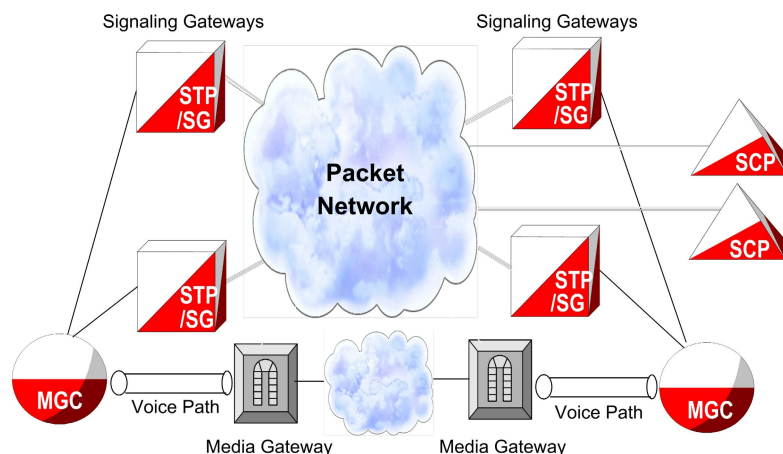 Signaling Gateways
Signaling Gateways
STP
/SG
STP
/SG
SCP
Packet
Network
SCP
STP
/SG
STP
/SG
MGC
MGC
Voice Path
Voice Path
Media Gateway
Media Gateway